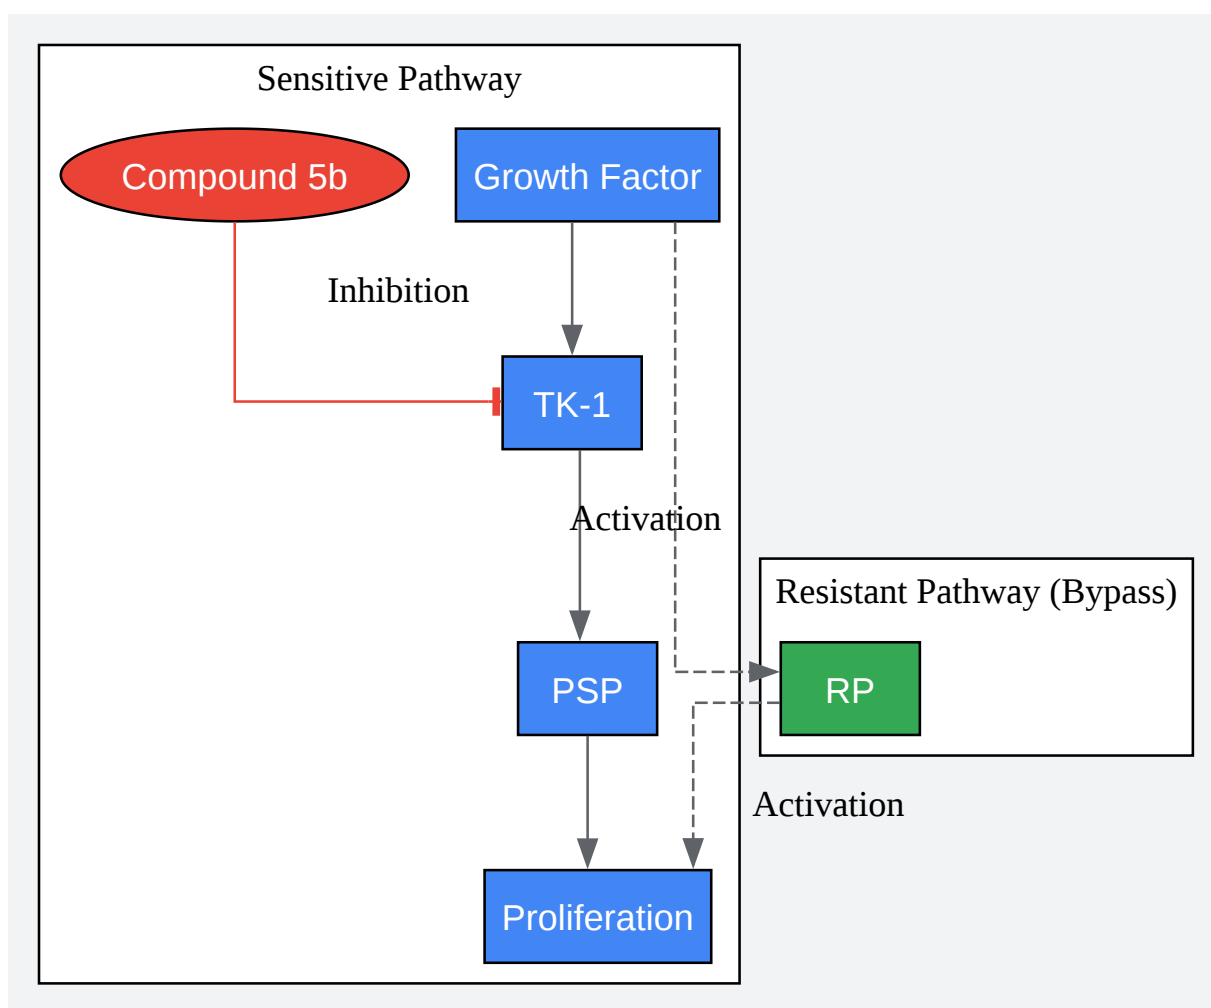 Sensitive Pathway
Compound 5b
Growth Factor
Inhibition
TK-1
Activation
Resistant Pathway (Bypass)
PSP
RP
Activation
Proliferation